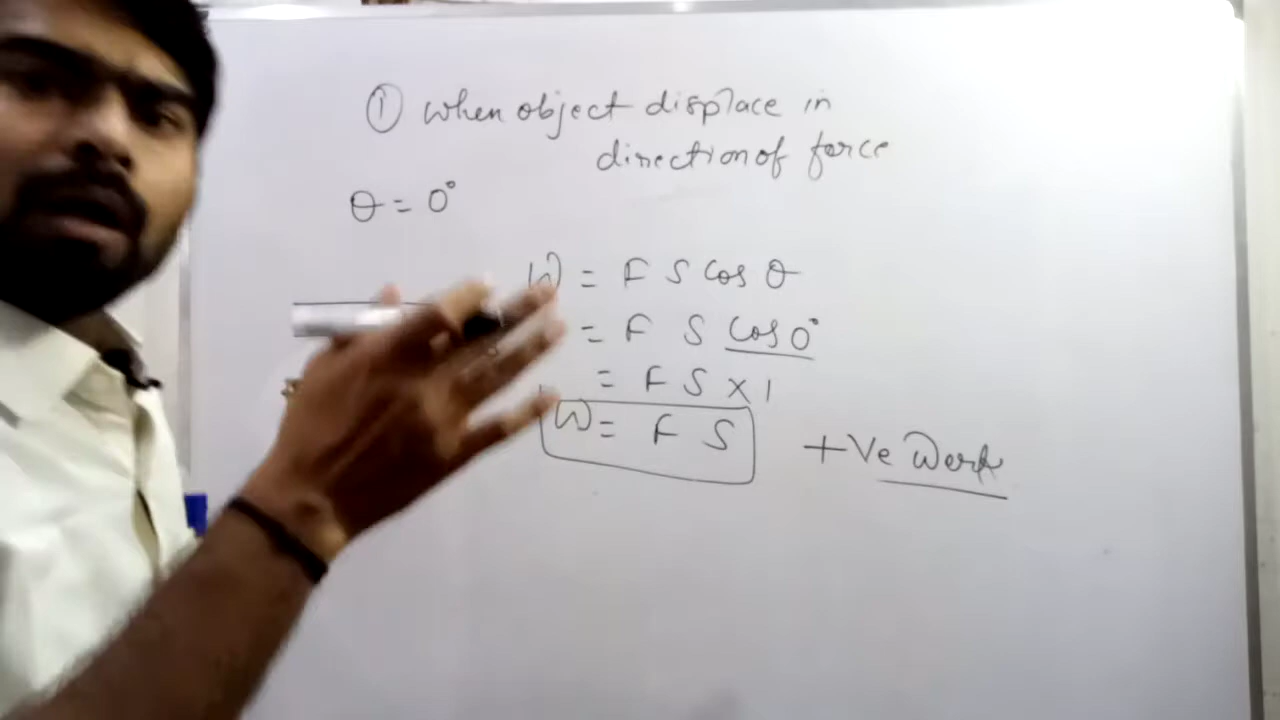 ① When object displace in
direction of force
θ = 0°
W = F S Cos θ
= F S Cos 0°
= F S × 1
W = F S
+Ve Work